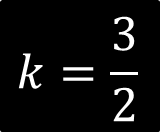 k = 3/2